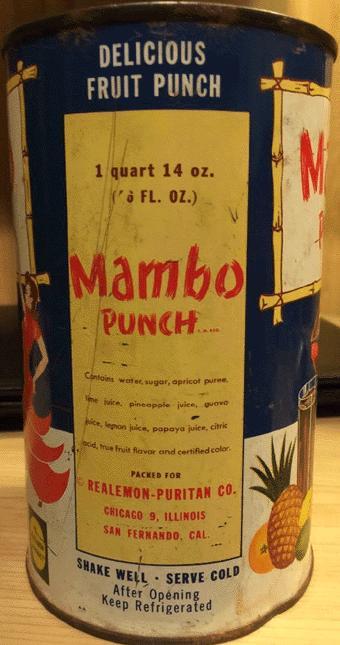 DELICIOUS
FRUIT PUNCH
1 quart 14 oz.
FL. OZ.)
Mambo
PUNCH
Contains water, sugar, apricot puree,
lime juice, pineapple juice, guava
juice, lemon juice, papaya juice, citric
acid, true fruit flavor and certified color.
PACKED FOR
REALEMON-PURITAN CO.
CHICAGO 9, ILLINOIS
SAN FERNANDO, CAL.
SHAKE WELL · SERVE COLD
After Opening
Keep Refrigerated
M
P